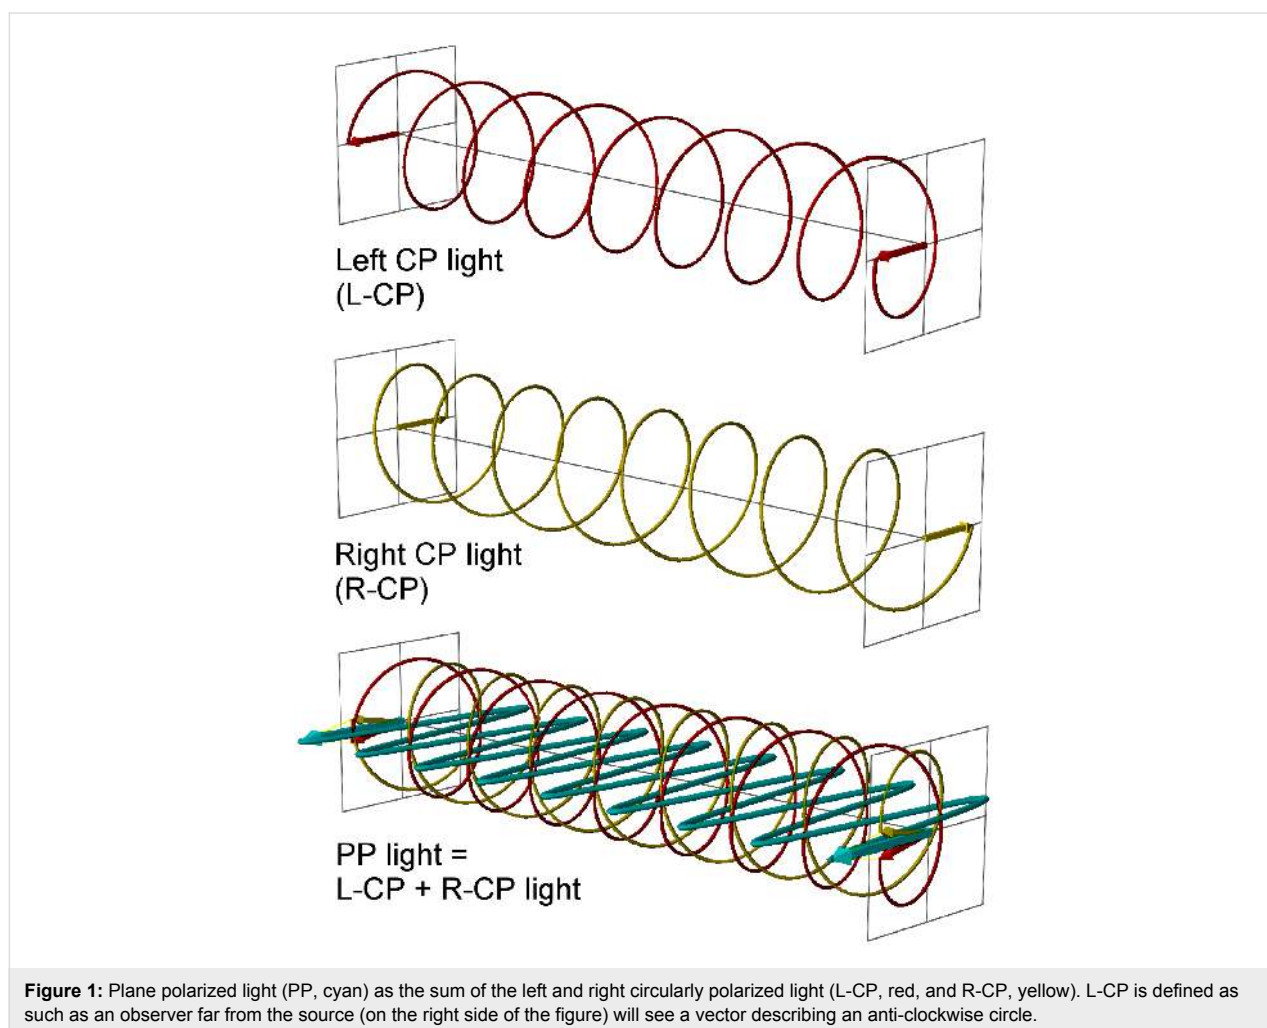 Left CP light
(L-CP)
Right CP light
(R-CP)
PP light =
L-CP + R-CP light
Figure 1: Plane polarized light (PP, cyan) as the sum of the left and right circularly polarized light (L-CP, red, and R-CP, yellow). L-CP is defined as
such as an observer far from the source (on the right side of the figure) will see a vector describing an anti-clockwise circle.